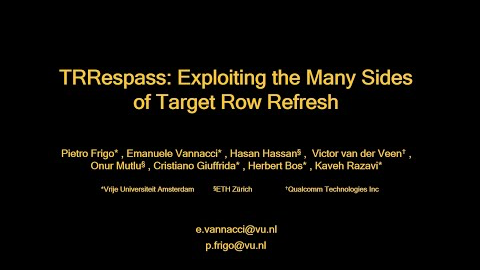 TRRespass: Exploiting the Many Sides
of Target Row Refresh
Pietro Frigo* , Emanuele Vannacci* , Hasan Hassan§ , Victor van der Veen† ,
Onur Mutlu§ , Cristiano Giuffrida* , Herbert Bos* , Kaveh Razavi*
*Vrije Universiteit Amsterdam §ETH Zürich †Qualcomm Technologies Inc
e.vannacci@vu.nl
p.frigo@vu.nl